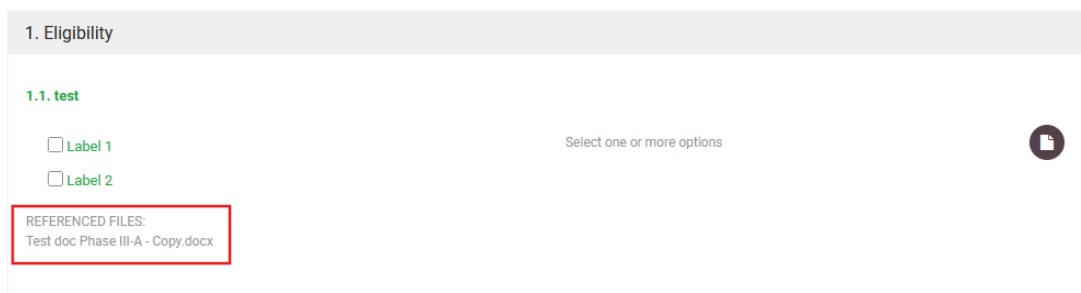 1. Eligibility
1.1. test
Label 1
Select one or more options
Label 2
REFERENCED FILES:
Test doc Phase III-A - Copy.docx